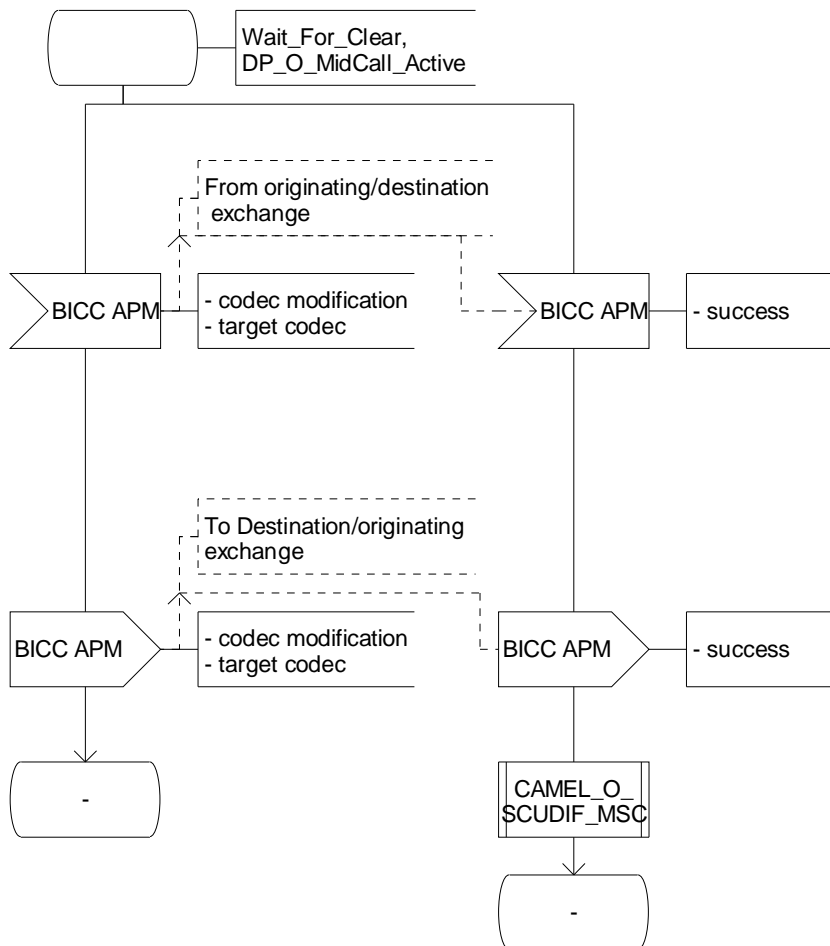 Wait_For_Clear,
DP_O_MidCall_Active
From originating/destination
exchange
BICC APM
- codec modification
- target codec
BICC APM
- success
To Destination/originating
exchange
BICC APM
- codec modification
- target codec
BICC APM
- success
-
CAMEL_O_
SCUDIF_MSC
-